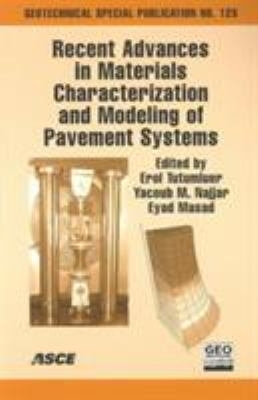 GEOTECHNICAL SPECIAL PUBLICATION NO. 123
Recent Advances
in Materials
Characterization
and Modeling of
Pavement Systems
Edited by
Erol Tutumluer
Yacoub M. Najjar
Eyad Masad
ASCE
GEO